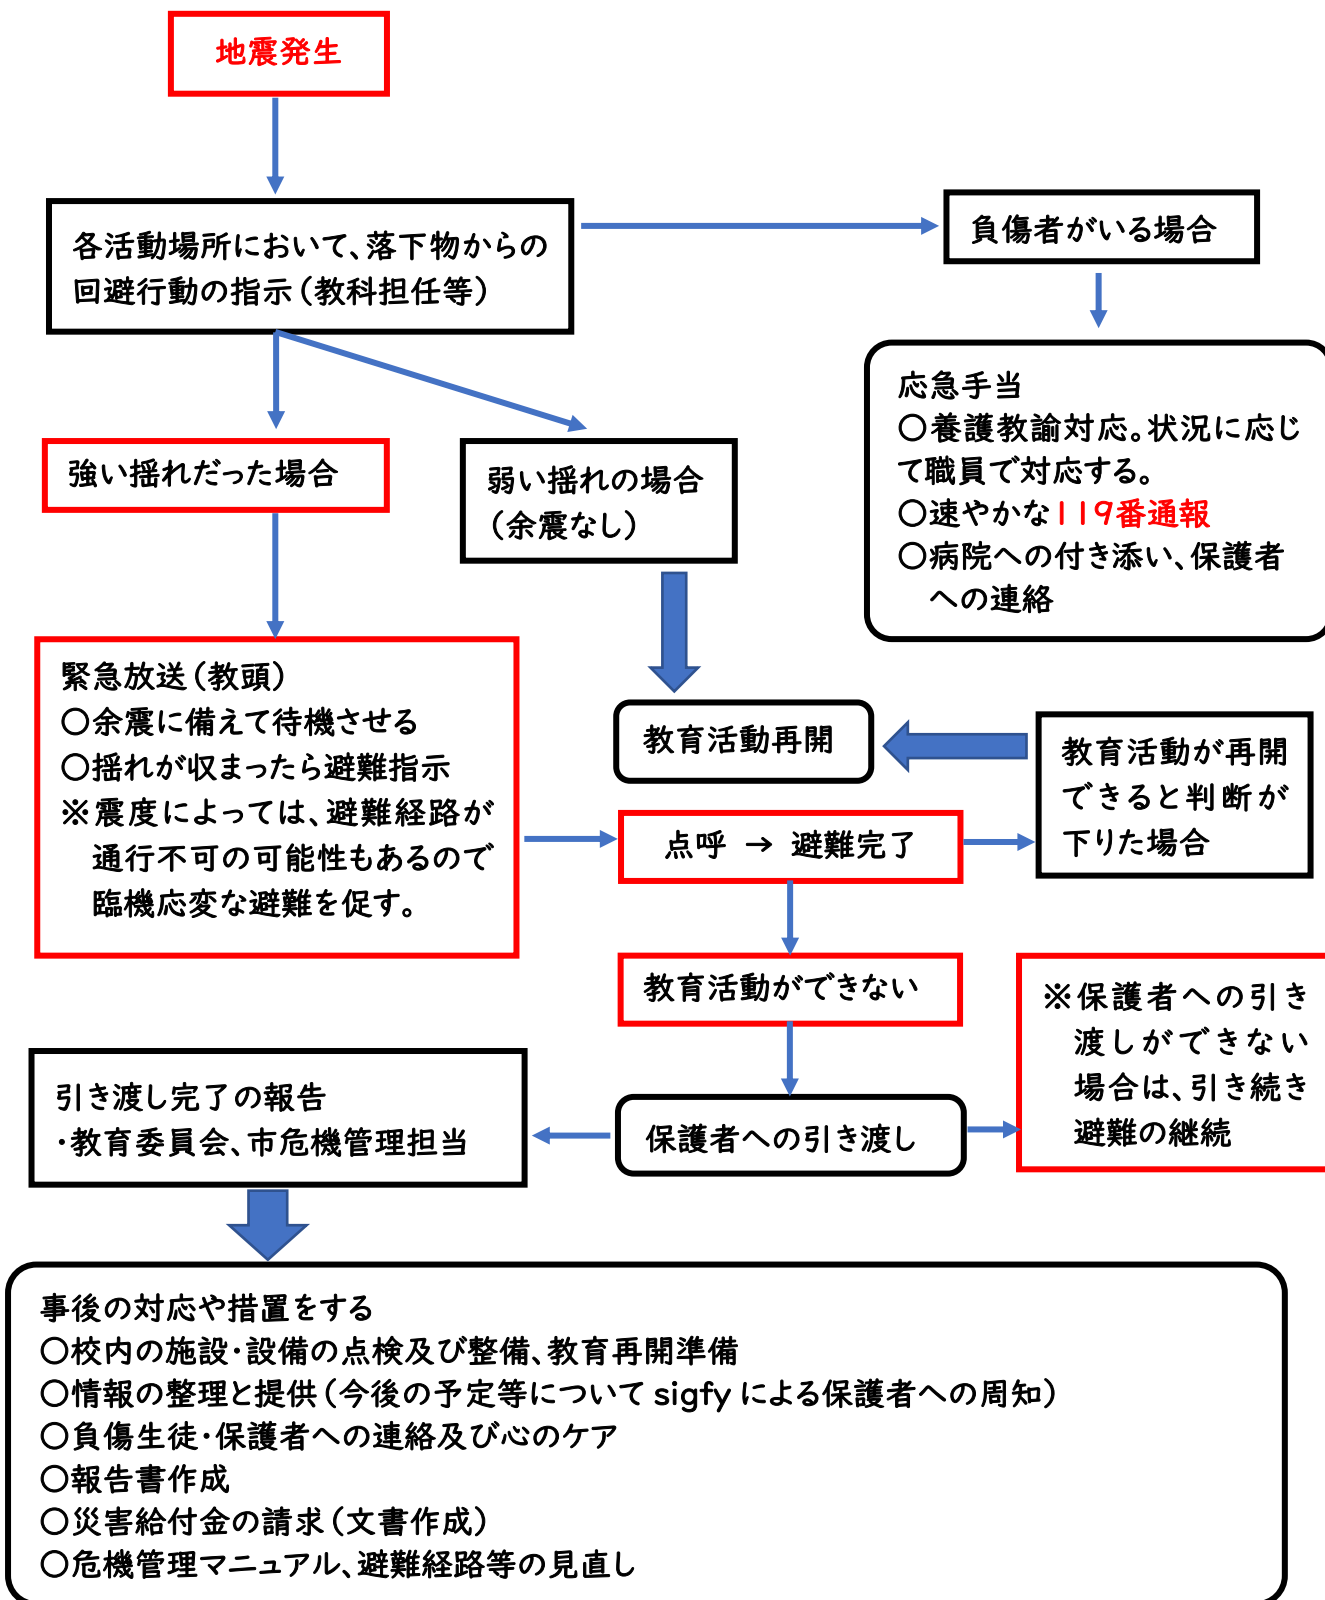 地震発生
各活動場所において、落下物からの
回避行動の指示（教科担任等）
負傷者がいる場合
応急手当
〇養護教諭対応。状況に応じ
て職員で対応する。
〇速やかな119番通報
〇病院への付き添い、保護者
への連絡
強い揺れだった場合
弱い揺れの場合
（余震なし）
緊急放送（教頭）
〇余震に備えて待機させる
〇揺れが収まったら避難指示
※震度によっては、避難経路が
通行不可の可能性もあるので
臨機応変な避難を促す。
教育活動再開
教育活動が再開
できると判断が
下りた場合
点呼 → 避難完了
教育活動ができない
※保護者への引き
渡しができない
場合は、引き続き
避難の継続
引き渡し完了の報告
・教育委員会、市危機管理担当
保護者への引き渡し
事後の対応や措置をする
〇校内の施設・設備の点検及び整備、教育再開準備
〇情報の整理と提供（今後の予定等について sigfy による保護者への周知）
〇負傷生徒・保護者への連絡及び心のケア
〇報告書作成
〇災害給付金の請求（文書作成）
〇危機管理マニュアル、避難経路等の見直し